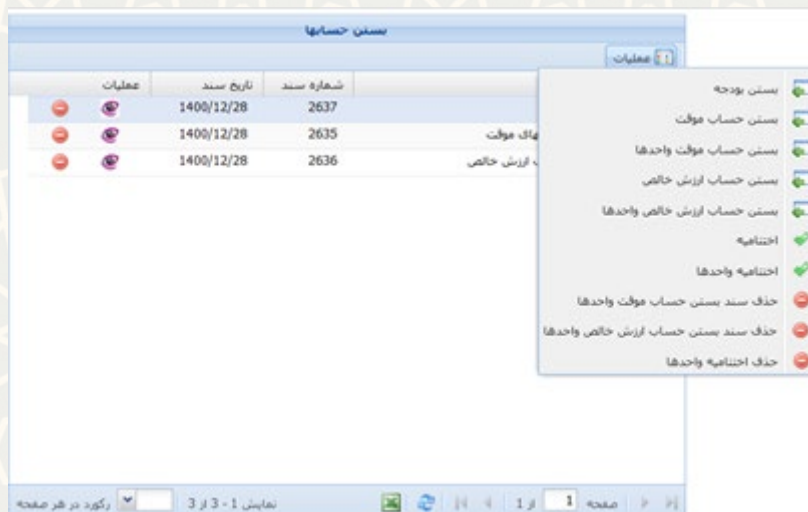 بستن حسابها
عملیات
شماره سند تاریخ سند عملیات
2637 1400/12/28
های موقت 2635 1400/12/28
ارزش خالص 2636 1400/12/28
بستن بودجه
بستن حساب موقت
بستن حساب موقت واحدها
بستن حساب ارزش خالص
بستن حساب ارزش خالص واحدها
اختتامیه
اختتامیه واحدها
حذف سند بستن حساب موقت واحدها
حذف سند بستن حساب ارزش خالص واحدها
حذف اختتامیه واحدها
صفحه 1 از 1 نمایش 1 - 3 از 3 رکورد در هر صفحه